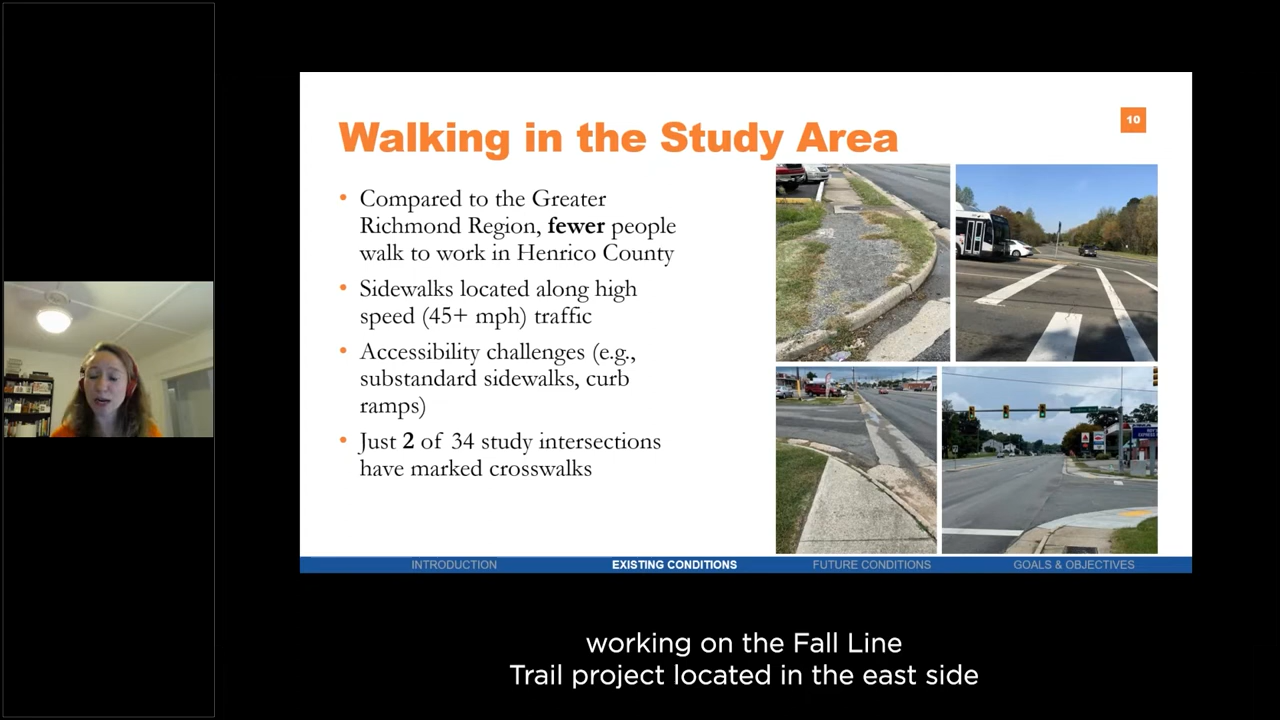 Walking in the Study Area
10
• Compared to the Greater
Richmond Region, fewer people
walk to work in Henrico County
• Sidewalks located along high
speed (45+ mph) traffic
• Accessibility challenges (e.g.,
substandard sidewalks, curb
ramps)
• Just 2 of 34 study intersections
have marked crosswalks
INTRODUCTION
EXISTING CONDITIONS
FUTURE CONDITIONS
GOALS & OBJECTIVES
working on the Fall Line
Trail project located in the east side